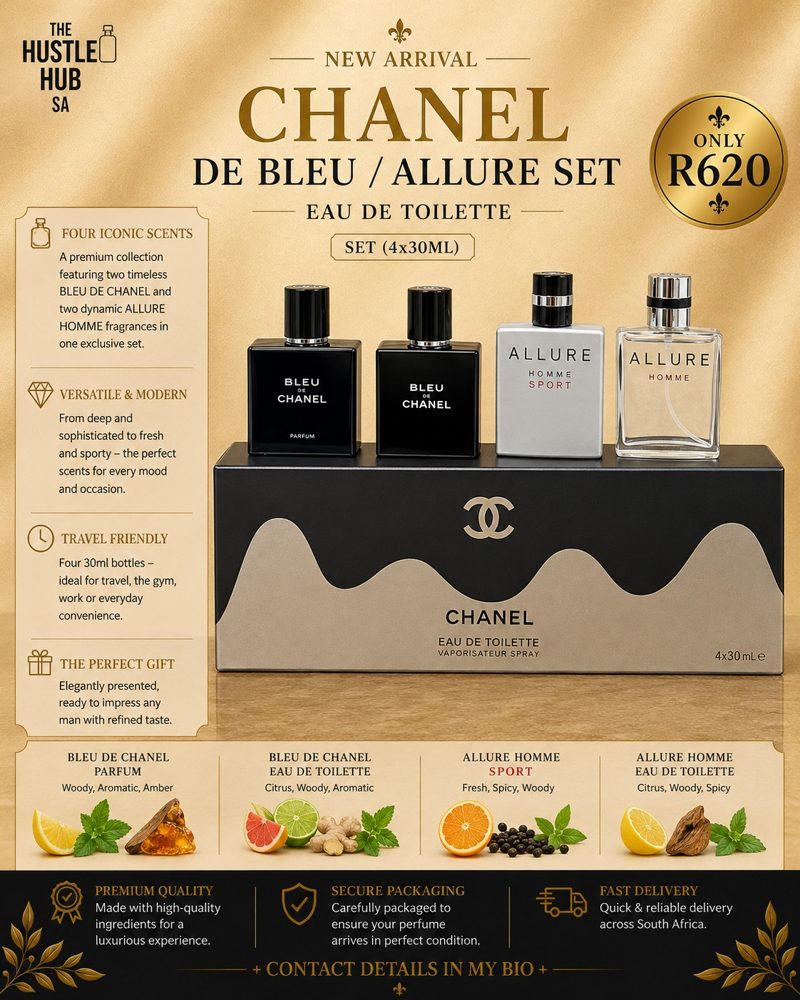 THE
HUSTLE
HUB
SA
NEW ARRIVAL
CHANEL
DE BLEU / ALLURE SET
EAU DE TOILETTE
SET (4x30ML)
ONLY
R620
FOUR ICONIC SCENTS
A premium collection
featuring two timeless
BLEU DE CHANEL and
two dynamic ALLURE
HOMME fragrances in
one exclusive set.
VERSATILE & MODERN
From deep and
sophisticated to fresh
and sporty – the perfect
scents for every mood
and occasion.
TRAVEL FRIENDLY
Four 30ml bottles –
ideal for travel, the gym,
work or everyday
convenience.
THE PERFECT GIFT
Elegantly presented,
ready to impress any
man with refined taste.
BLEU
DE
CHANEL
PARFUM
BLEU
DE
CHANEL
ALLURE
HOMME
SPORT
ALLURE
HOMME
CHANEL
EAU DE TOILETTE
VAPORISATEUR SPRAY
4x30 mL e
BLEU DE CHANEL
PARFUM
Woody, Aromatic, Amber
BLEU DE CHANEL
EAU DE TOILETTE
Citrus, Woody, Aromatic
ALLURE HOMME
SPORT
Fresh, Spicy, Woody
ALLURE HOMME
EAU DE TOILETTE
Citrus, Woody, Spicy
PREMIUM QUALITY
Made with high-quality
ingredients for a
luxurious experience.
SECURE PACKAGING
Carefully packaged to
ensure your perfume
arrives in perfect condition.
FAST DELIVERY
Quick & reliable delivery
across South Africa.
+ CONTACT DETAILS IN MY BIO +